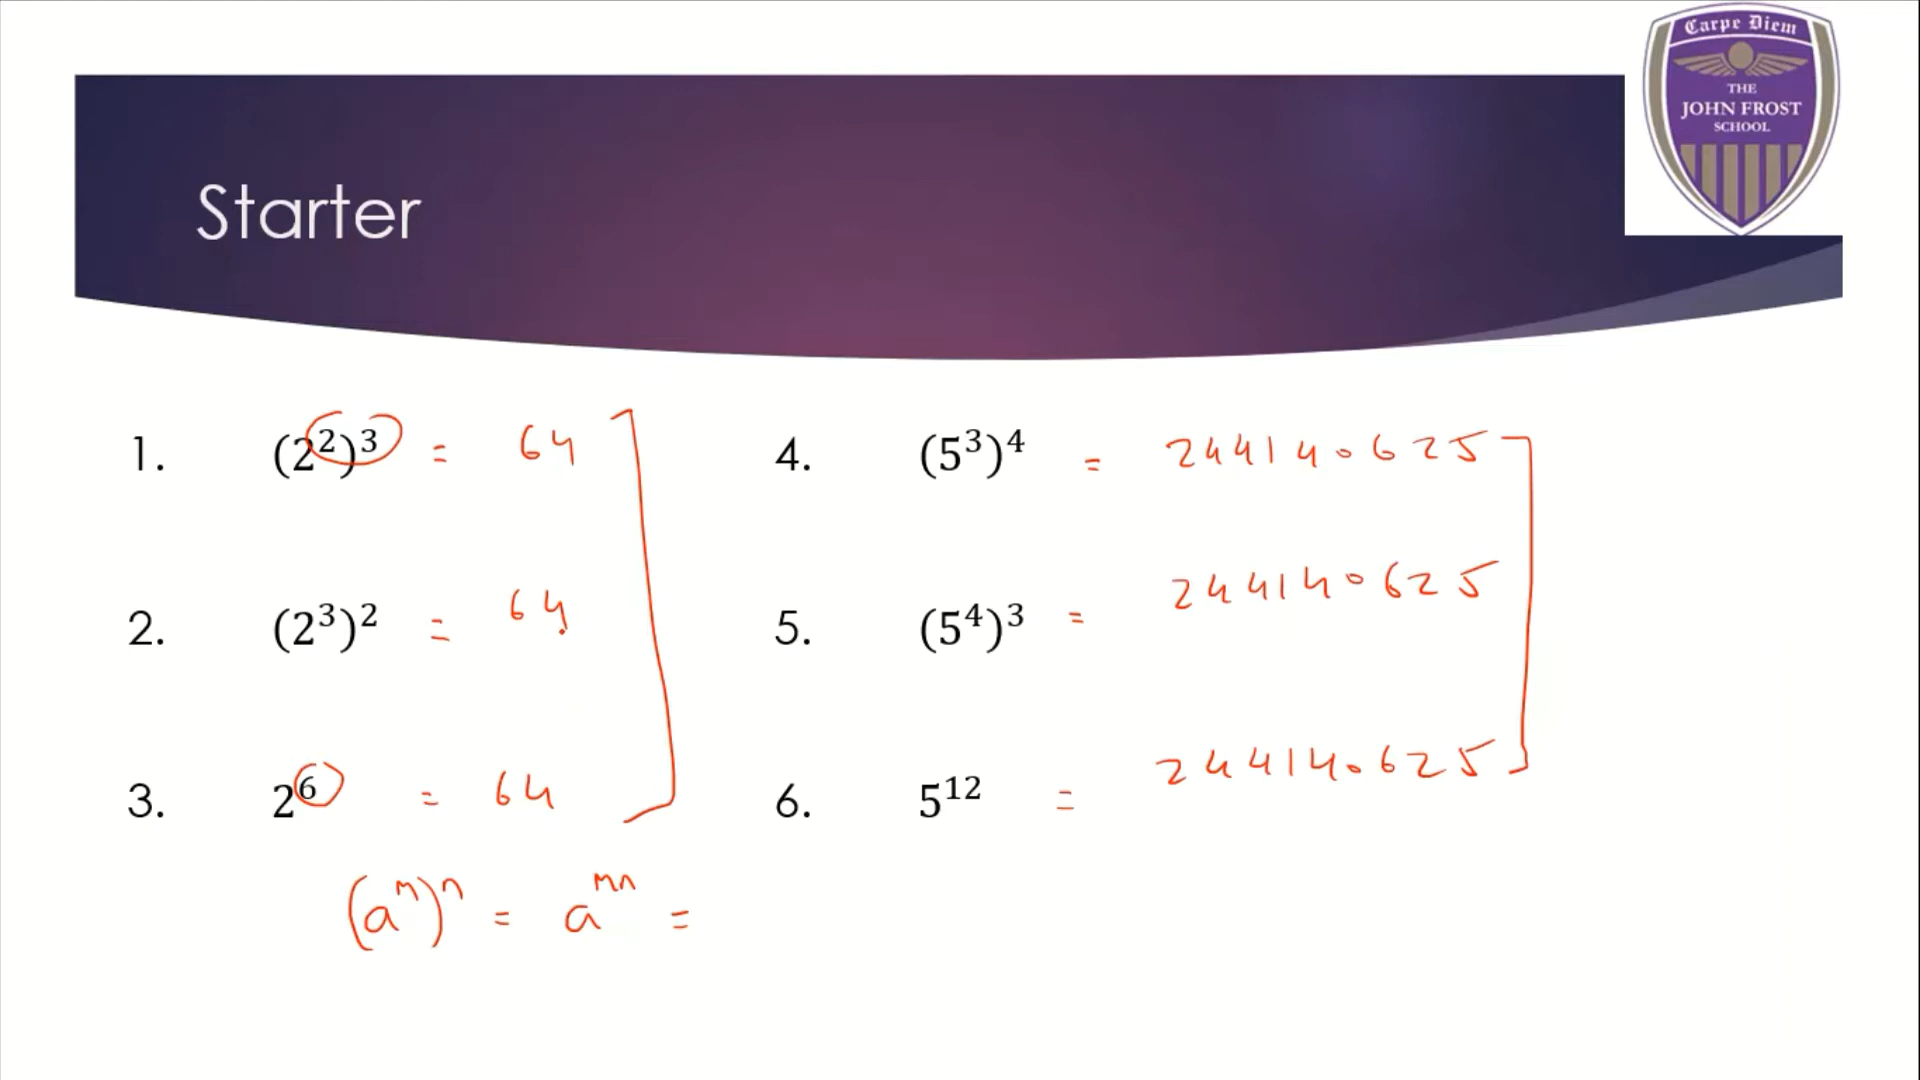 Carpe Diem
THE
JOHN FROST
SCHOOL
Starter
1. (2²)³ = 64
2. (2³)² = 64
3. 2⁶ = 64
4. (5³)⁴ = 244140625
5. (5⁴)³ = 244140625
6. 5¹² = 244140625
(aᵐ)ⁿ = aᵐⁿ =